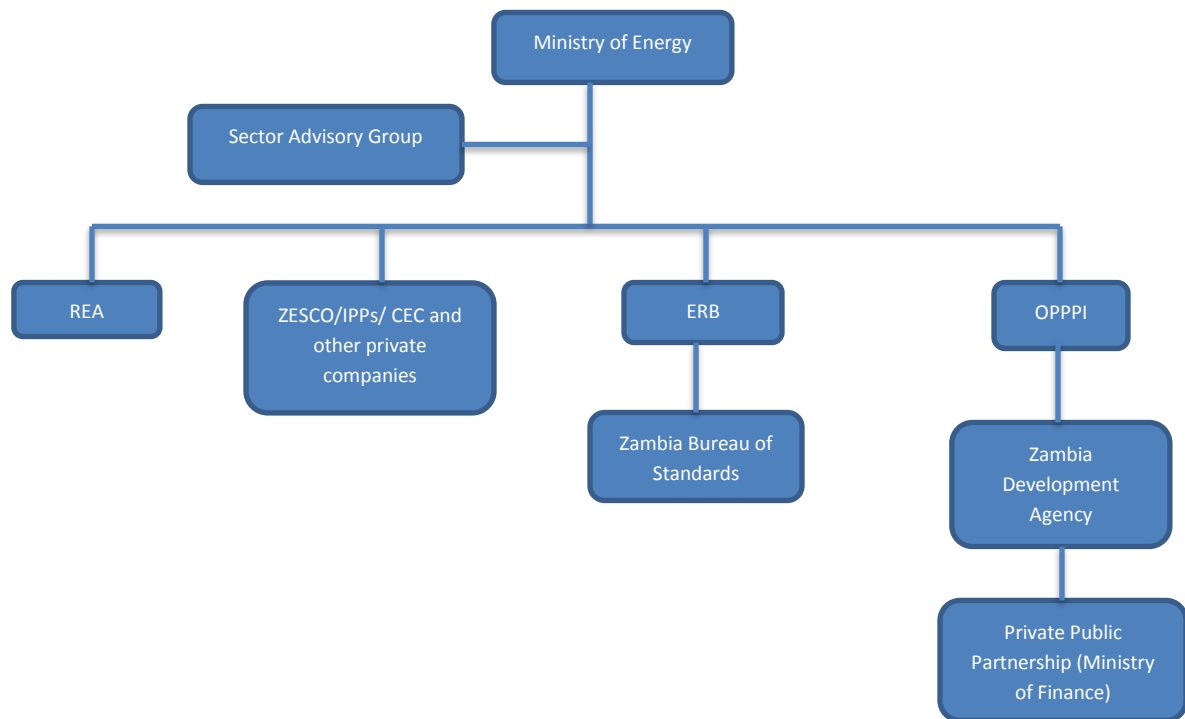 Ministry of Energy
Sector Advisory Group
REA
ZESCO/IPPs/ CEC and
other private
companies
ERB
OPPPI
Zambia Bureau of
Standards
Zambia
Development
Agency
Private Public
Partnership (Ministry
of Finance)